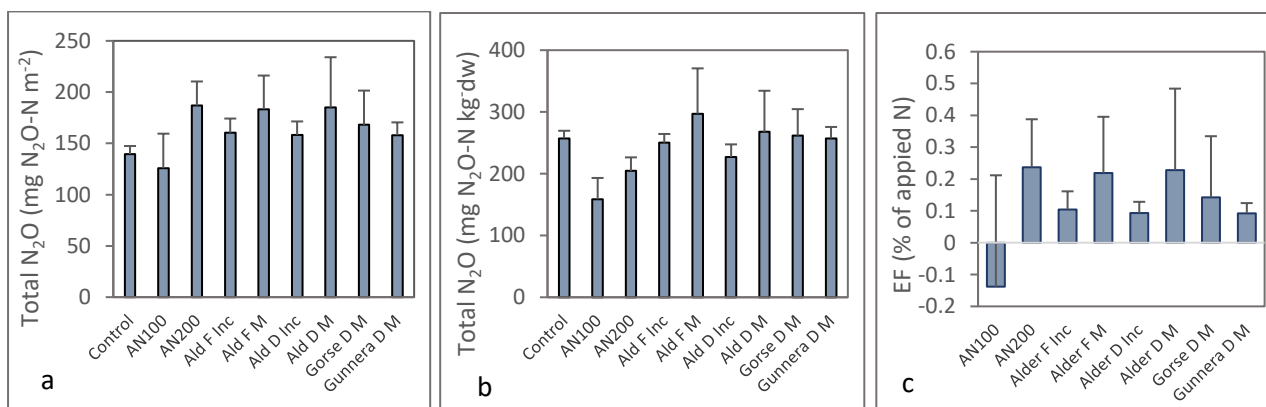 Total N₂O (mg N₂O-N m⁻²)
250
200
150
100
50
0
Control
AN100
AN200
Ald F Inc
Ald F M
Ald D Inc
Ald D M
Gorse D M
Gunnera D M
a
Total N₂O (mg N₂O-N kg⁻dw)
400
300
200
100
0
Control
AN100
AN200
Ald F Inc
Ald F M
Ald D Inc
Ald D M
Gorse D M
Gunnera D M
b
EF (% of appied N)
0.6
0.5
0.4
0.3
0.2
0.1
0
-0.1
-0.2
AN100
AN200
Alder F Inc
Alder F M
Alder D Inc
Alder D M
Gorse D M
Gunnera D M
c